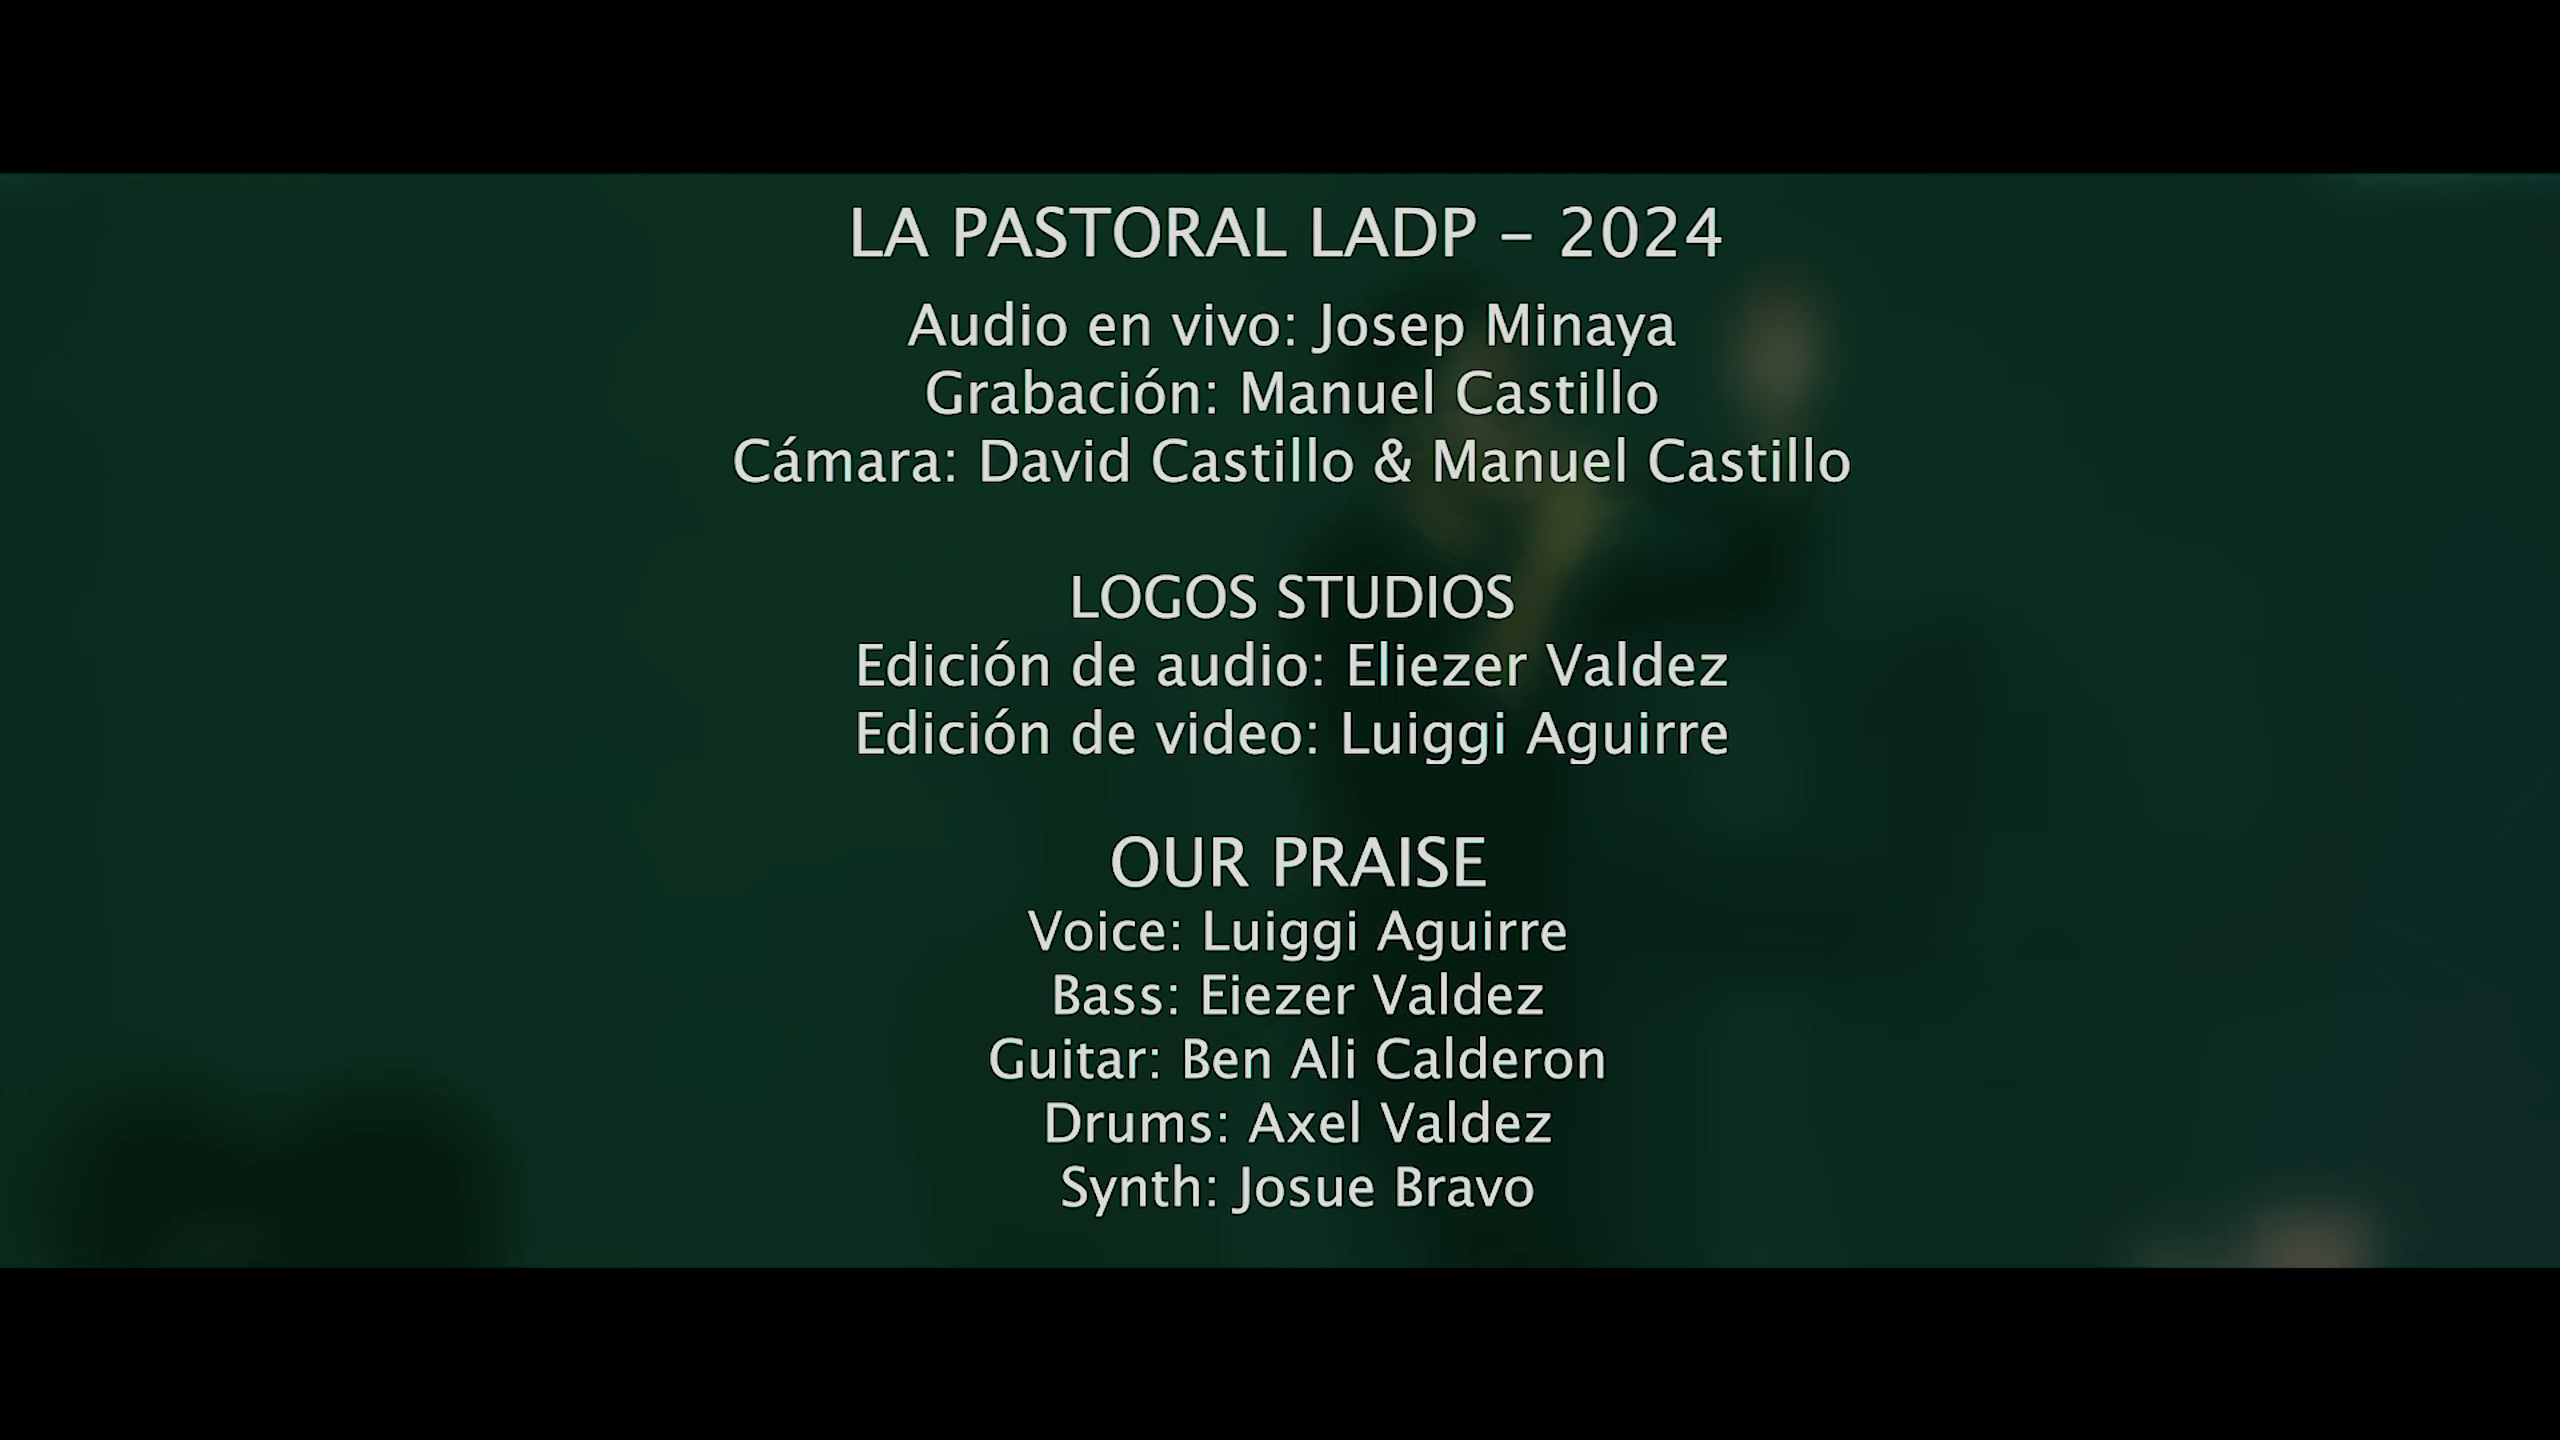 LA PASTORAL LADP – 2024
Audio en vivo: Josep Minaya
Grabación: Manuel Castillo
Cámara: David Castillo & Manuel Castillo
LOGOS STUDIOS
Edición de audio: Eliezer Valdez
Edición de video: Luiggi Aguirre
OUR PRAISE
Voice: Luiggi Aguirre
Bass: Eiezer Valdez
Guitar: Ben Ali Calderon
Drums: Axel Valdez
Synth: Josue Bravo